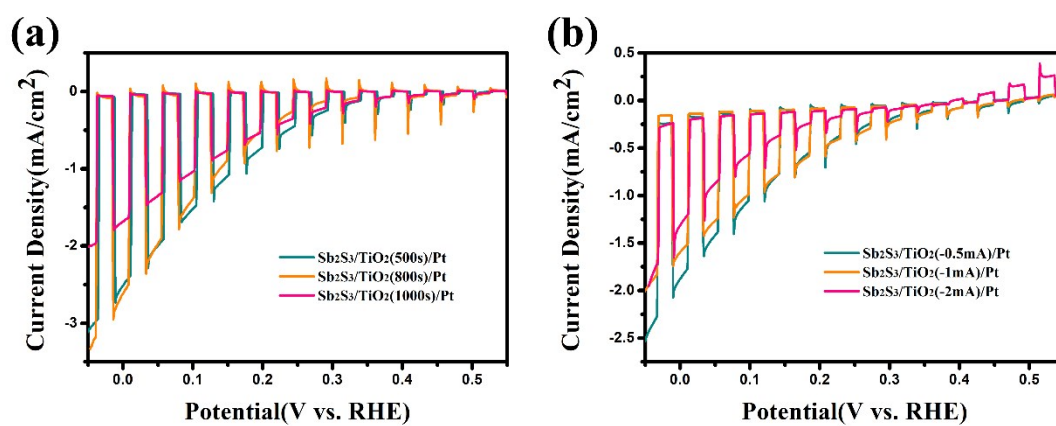 (a)
Current Density(mA/cm²)
0
-1
-2
-3
Sb₂S₃/TiO₂(500s)/Pt
Sb₂S₃/TiO₂(800s)/Pt
Sb₂S₃/TiO₂(1000s)/Pt
0.0 0.1 0.2 0.3 0.4 0.5
Potential(V vs. RHE)
(b)
Current Density(mA/cm²)
0.5
0.0
-0.5
-1.0
-1.5
-2.0
-2.5
Sb₂S₃/TiO₂(-0.5mA)/Pt
Sb₂S₃/TiO₂(-1mA)/Pt
Sb₂S₃/TiO₂(-2mA)/Pt
0.0 0.1 0.2 0.3 0.4 0.5
Potential(V vs. RHE)